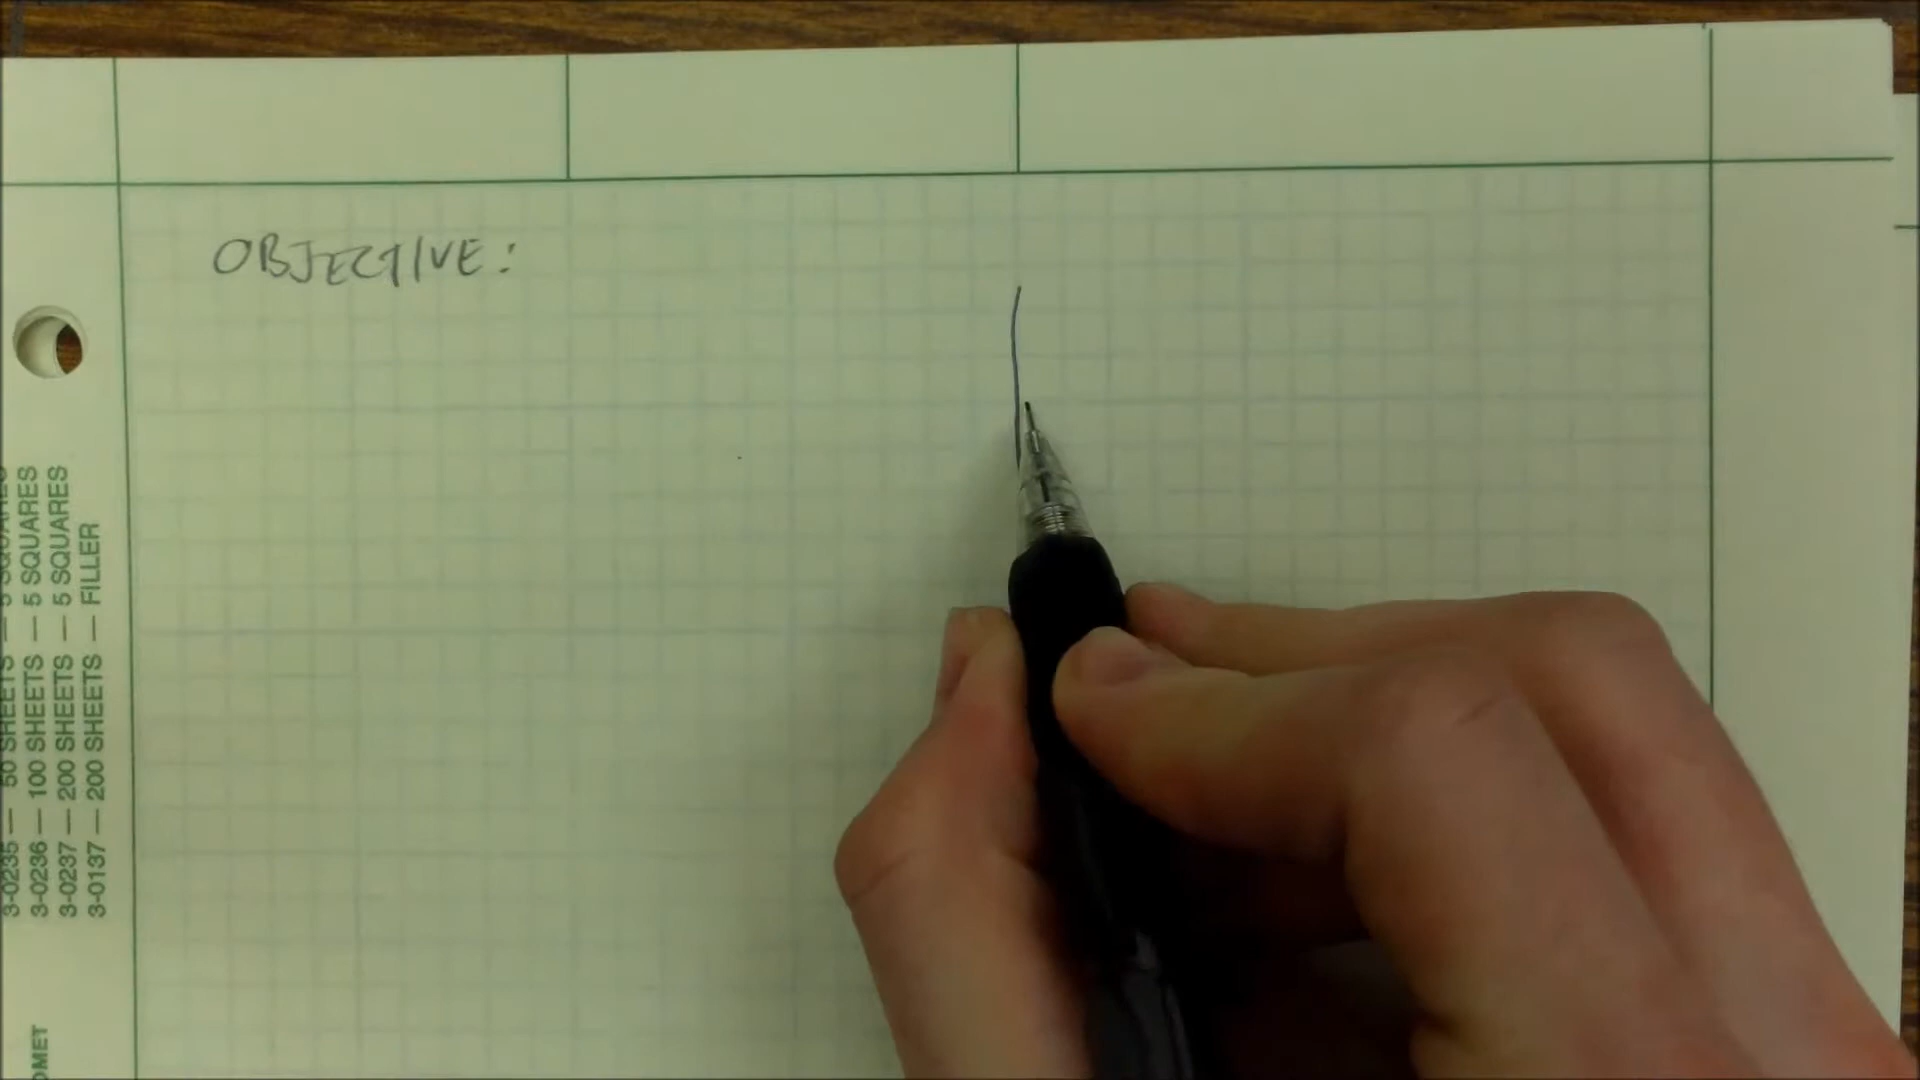 OBJECTIVE:
3-0235 — 50 SHEETS — 5 SQUARES
3-0236 — 100 SHEETS — 5 SQUARES
3-0237 — 200 SHEETS — 5 SQUARES
3-0137 — 200 SHEETS — FILLER